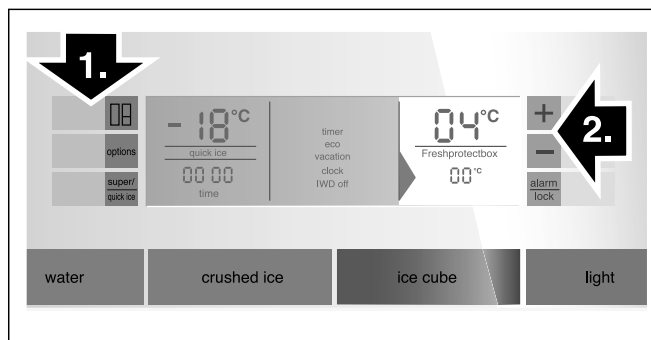 1.
-18°C
quick ice
00 00
time
timer
eco
vacation
clock
IWD off
04°C
Freshprotectbox
00°C
options
super/
quick ice
+
−
alarm
lock
2.
water
crushed ice
ice cube
light